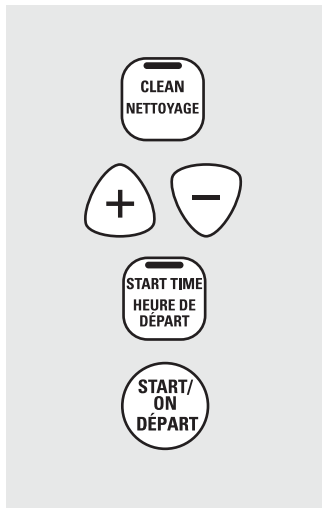 CLEAN
NETTOYAGE
+
−
START TIME
HEURE DE
DÉPART
START/
ON
DÉPART